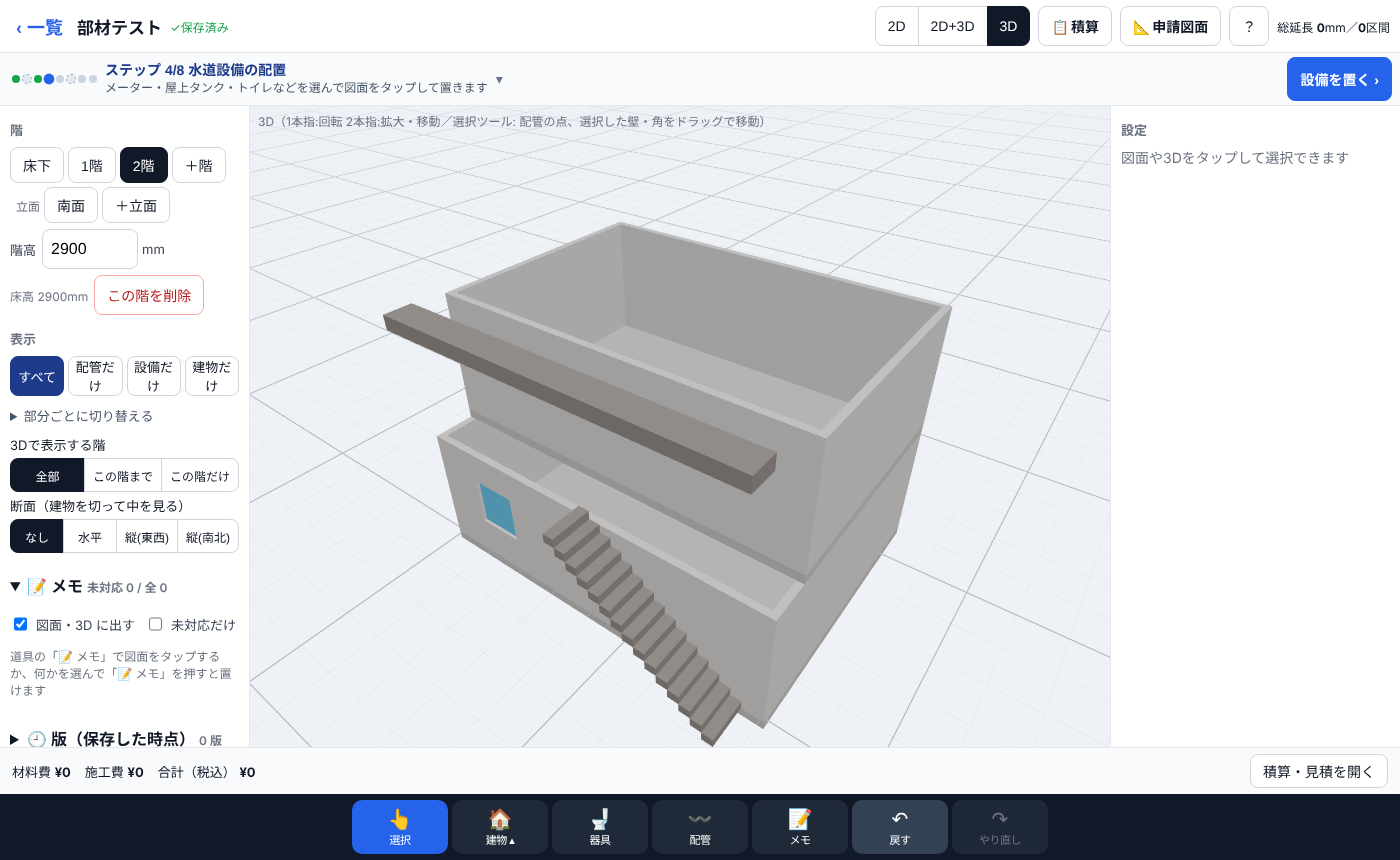 ‹ 一覧 部材テスト ✓保存済み 2D 2D+3D 3D 📋積算 📐申請図面 ? 総延長 0mm／0区間
ステップ 4/8 水道設備の配置
メーター・屋上タンク・トイレなどを選んで図面をタップして置きます ▼
設備を置く ›
階
床下 1階 2階 ＋階
立面 南面 ＋立面
階高 2900 mm
床高 2900mm この階を削除
表示
すべて 配管だけ 設備だけ 建物だけ
▶ 部分ごとに切り替える
3Dで表示する階
全部 この階まで この階だけ
断面（建物を切って中を見る）
なし 水平 縦(東西) 縦(南北)
▼ 📝 メモ 未対応 0 / 全 0
図面・3D に出す 未対応だけ
道具の「📝 メモ」で図面をタップする
か、何かを選んで「📝 メモ」を押すと置
けます
▶ 🕘 版（保存した時点） 0 版
3D（1本指:回転 2本指:拡大・移動／選択ツール: 配管の点、選択した壁・角をドラッグで移動）
設定
図面や3Dをタップして選択できます
材料費 ¥0 施工費 ¥0 合計（税込） ¥0
積算・見積を開く
選択 建物▲ 器具 配管 メモ 戻す やり直し